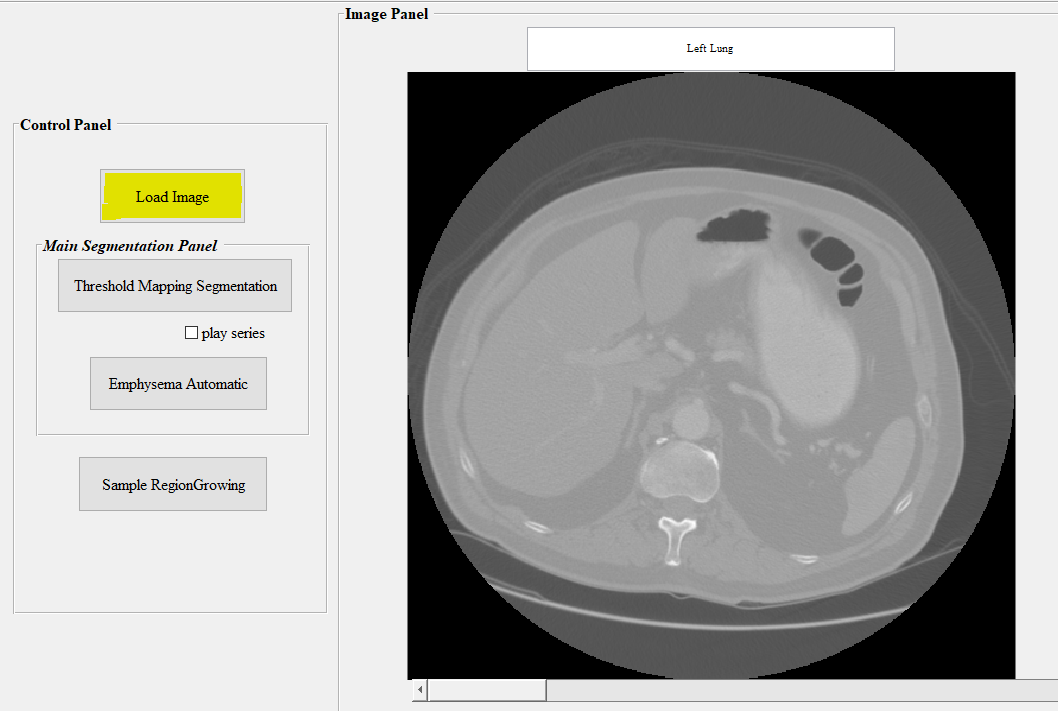 Image Panel
Left Lung
Control Panel
Load Image
Main Segmentation Panel
Threshold Mapping Segmentation
play series
Emphysema Automatic
Sample RegionGrowing